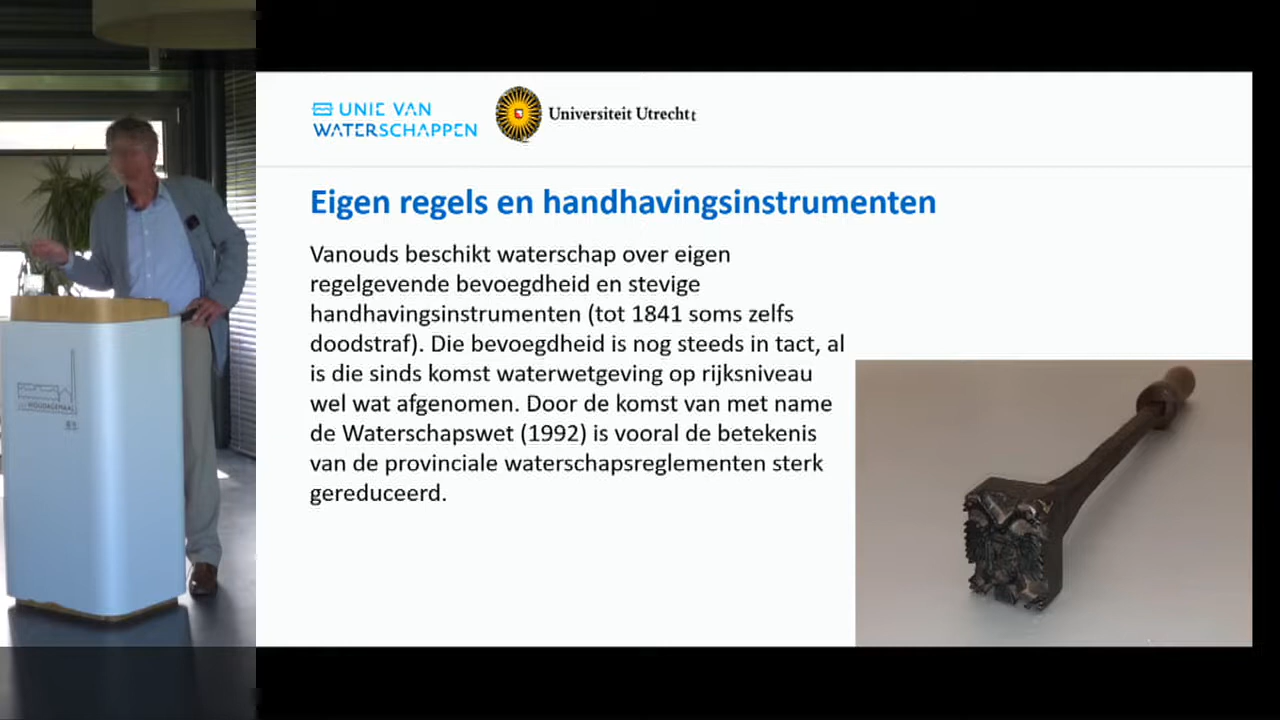 UNIE VAN
WATERSCHAPPEN
Universiteit Utrecht
Eigen regels en handhavingsinstrumenten
Vanouds beschikt waterschap over eigen
regelgevende bevoegdheid en stevige
handhavingsinstrumenten (tot 1841 soms zelfs
doodstraf). Die bevoegdheid is nog steeds in tact, al
is die sinds komst waterwetgeving op rijksniveau
wel wat afgenomen. Door de komst van met name
de Waterschapswet (1992) is vooral de betekenis
van de provinciale waterschapsreglementen sterk
gereduceerd.